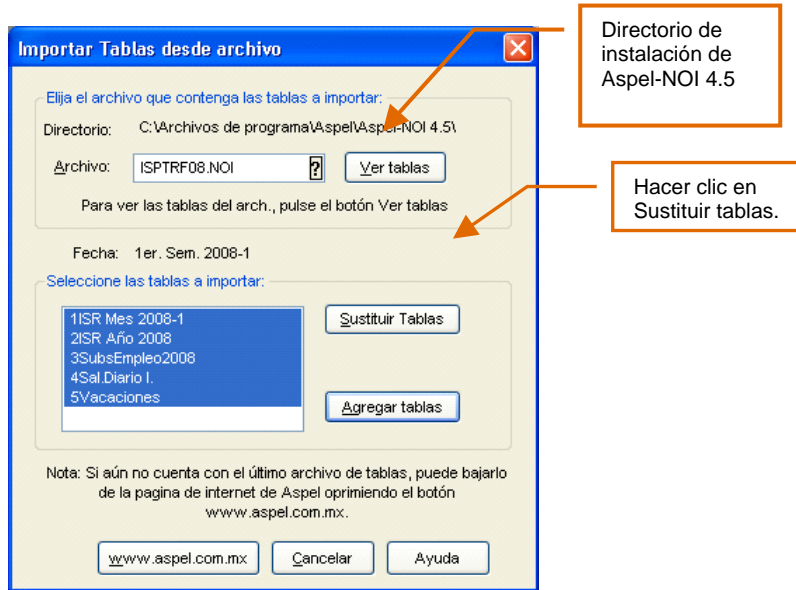 Importar Tablas desde archivo
Directorio de
instalación de
Aspel-NOI 4.5
Elija el archivo que contenga las tablas a importar:
Directorio: C:\Archivos de programa\Aspel\Aspel-NOI 4.5\
Archivo: ISPTRF08.NOI ? Ver tablas
Para ver las tablas del arch., pulse el botón Ver tablas
Hacer clic en
Sustituir tablas.
Fecha: 1er. Sem. 2008-1
Seleccione las tablas a importar:
1ISR Mes 2008-1
2ISR Año 2008
3SubsEmpleo2008
4Sal.Diario I.
5Vacaciones
Sustituir Tablas
Agregar tablas
Nota: Si aún no cuenta con el último archivo de tablas, puede bajarlo
de la pagina de internet de Aspel oprimiendo el botón
www.aspel.com.mx.
www.aspel.com.mx Cancelar Ayuda